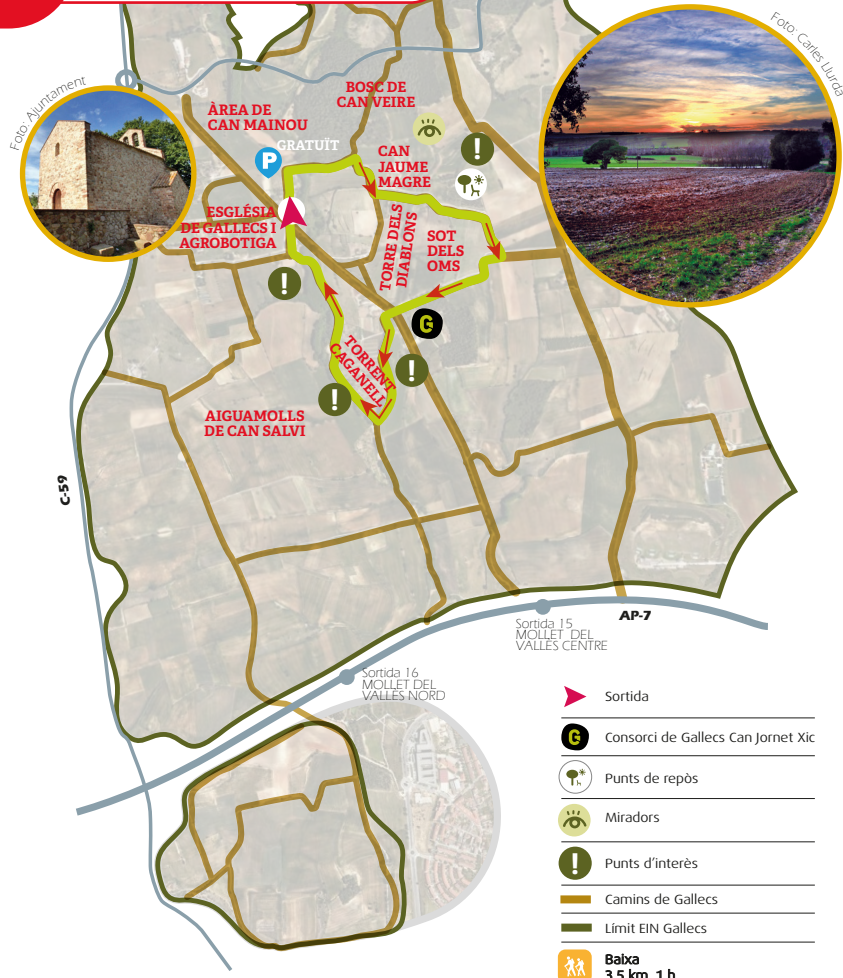 Foto: Ajuntament
Foto: Carles Llurda
BOSC DE
CAN VEIRE
ÀREA DE
CAN MAINOU
GRATUÏT
P
CAN
JAUME
MAGRE
ESGLÉSIA
DE GALLECS I
AGROBOTIGA
TORRE DELS
DIABLONS
SOT
DELS
OMS
G
TORRENT
CAGANELL
AIGUAMOLLS
DE CAN SALVI
C-59
AP-7
Sortida 15
MOLLET DEL
VALLÈS CENTRE
Sortida 16
MOLLET DEL
VALLÈS NORD
Sortida
G Consorci de Gallecs Can Jornet Xic
Punts de repòs
Miradors
! Punts d'interès
Camins de Gallecs
Límit EIN Gallecs
Baixa
3,5 km 1 h